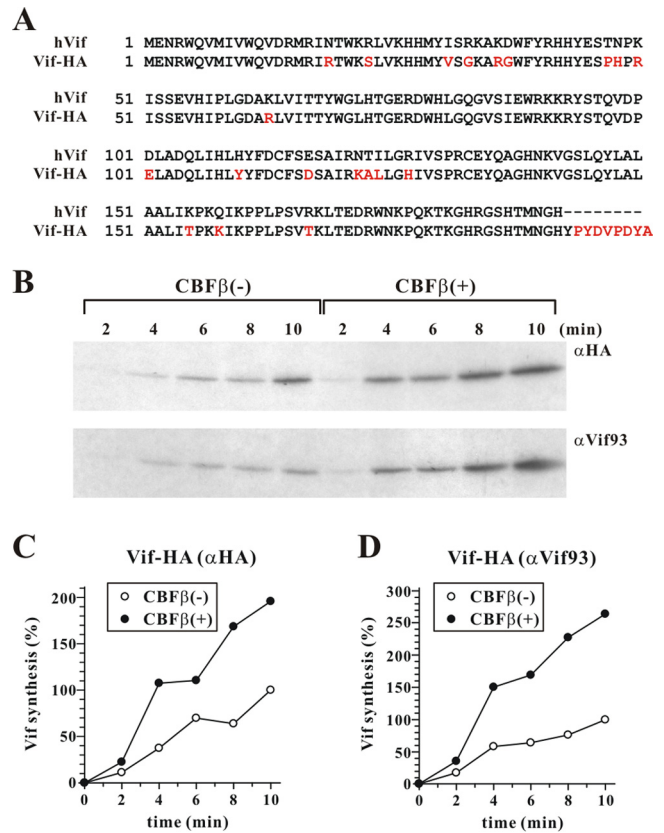 A
hVif 1 MENRWQVMIVWQVDRMRINTWKRLVKHHMYISRKAKDWFYRHHYESTNPK
Vif-HA 1 MENRWQVMIVWQVDRMRIRTWKSLVKHHMYVSGKARGWFYRHHYESPHPR
hVif 51 ISSEVHIPLGDAKLVITTYWGLHTGERDWHLGQGVSIEWRKKRYSTQVDP
Vif-HA 51 ISSEVHIPLGDARLVITTYWGLHTGERDWHLGQGVSIEWRKKRYSTQVDP
hVif 101 DLADQLIHLHYFDCFSESAIRNTILGRIVSPRCEYQAGHNKVGSLQYLAL
Vif-HA 101 ELADQLIHLYYFDCFSDSAIRKALLGHIVSPRCEYQAGHNKVGSLQYLAL
hVif 151 AALIKPKQIKPPLPSVRKLTEDRWNKPQKTKGHRGSHTMNGH--------
Vif-HA 151 AALITPKKIKPPLPSVTKLTEDRWNKPQKTKGHRGSHTMNGHYPYDVPDYA
B
CBFβ(-) CBFβ(+)
2 4 6 8 10 2 4 6 8 10 (min)
αHA
αVif93
C
Vif-HA (αHA)
CBFβ(-)
CBFβ(+)
200
150
100
50
0
Vif synthesis (%)
0 2 4 6 8 10
time (min)
D
Vif-HA (αVif93)
CBFβ(-)
CBFβ(+)
300
250
200
150
100
50
0
Vif synthesis (%)
0 2 4 6 8 10
time (min)